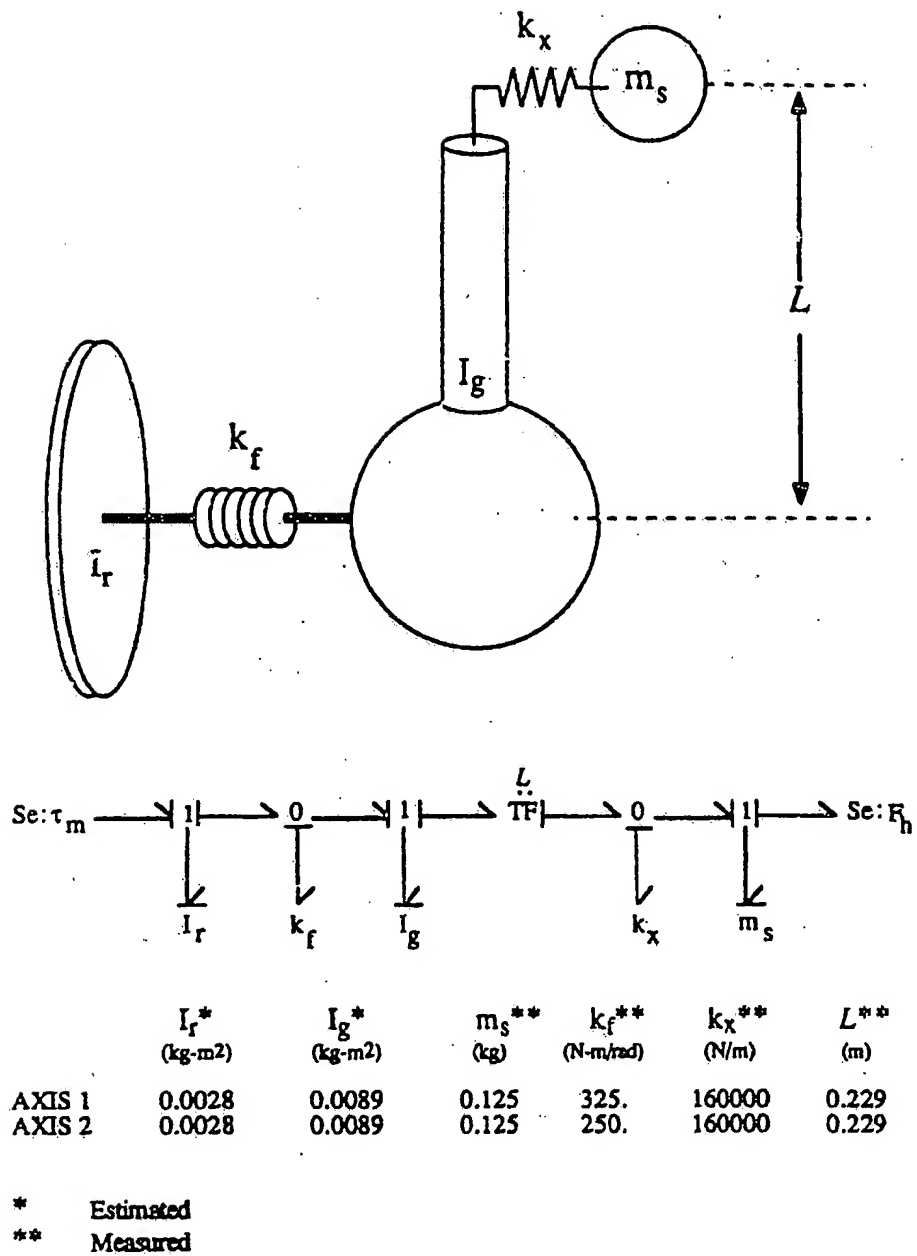 k_x
m_s
L
I_g
k_f
I_r
L
Se:τ_m 1 0 1 TF 0 1 Se:F_h
I_r k_f I_g k_x m_s
I_r* I_g* m_s** k_f** k_x** L**
(kg-m2) (kg-m2) (kg) (N-m/rad) (N/m) (m)
AXIS 1 0.0028 0.0089 0.125 325. 160000 0.229
AXIS 2 0.0028 0.0089 0.125 250. 160000 0.229
* Estimated
** Measured